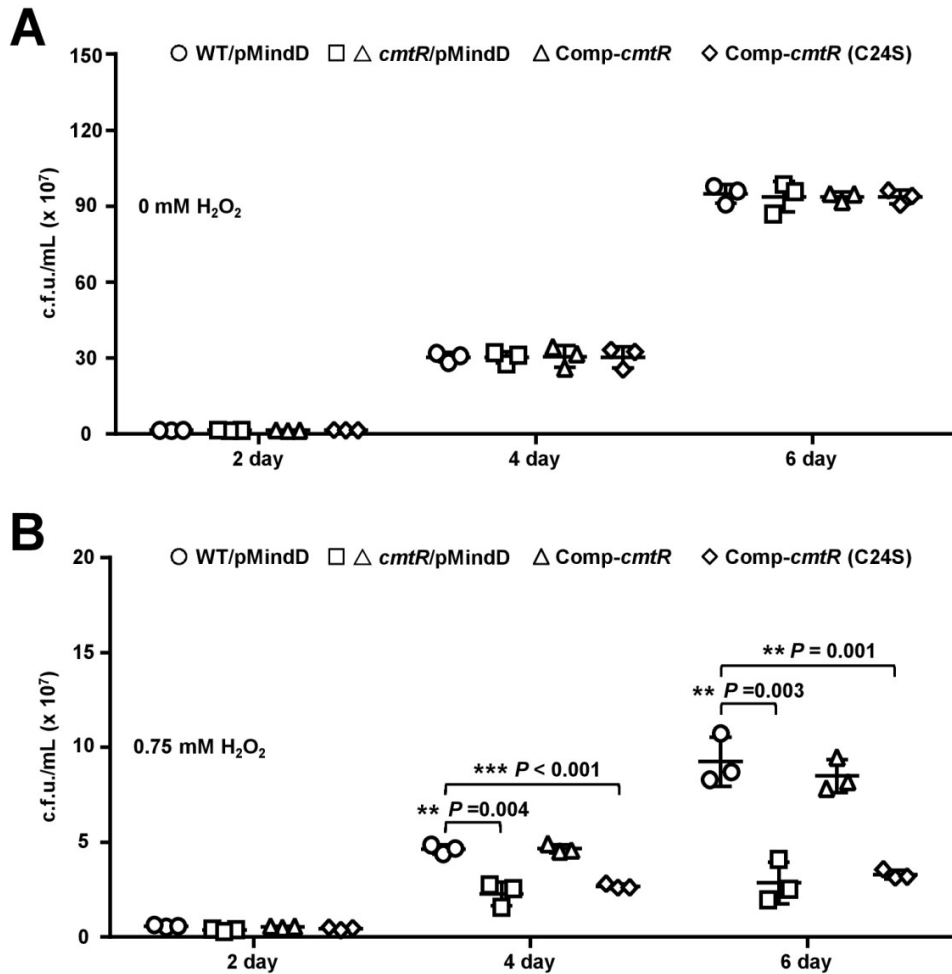 A
WT/pMindD cmtR/pMindD Comp-cmtR Comp-cmtR (C24S)
c.f.u./mL (x 10⁷)
150
120
90
60
30
0
0 mM H₂O₂
2 day 4 day 6 day
B
WT/pMindD cmtR/pMindD Comp-cmtR Comp-cmtR (C24S)
c.f.u./mL (x 10⁷)
20
15
10
5
0
0.75 mM H₂O₂
** P = 0.001
** P =0.003
*** P < 0.001
** P =0.004
2 day 4 day 6 day